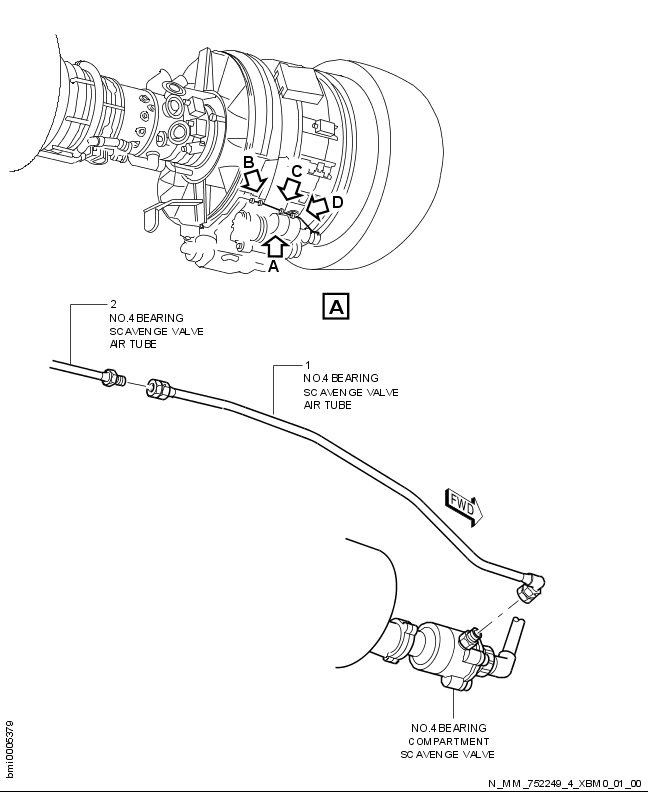 B
C
D
A
A
2
NO.4 BEARING
SCAVENGE VALVE
AIR TUBE
1
NO.4 BEARING
SCAVENGE VALVE
AIR TUBE
FWD
NO.4 BEARING
COMPARTMENT
SCAVENGE VALVE
bmi0005379
N_MM_752249_4_XBM0_01_00